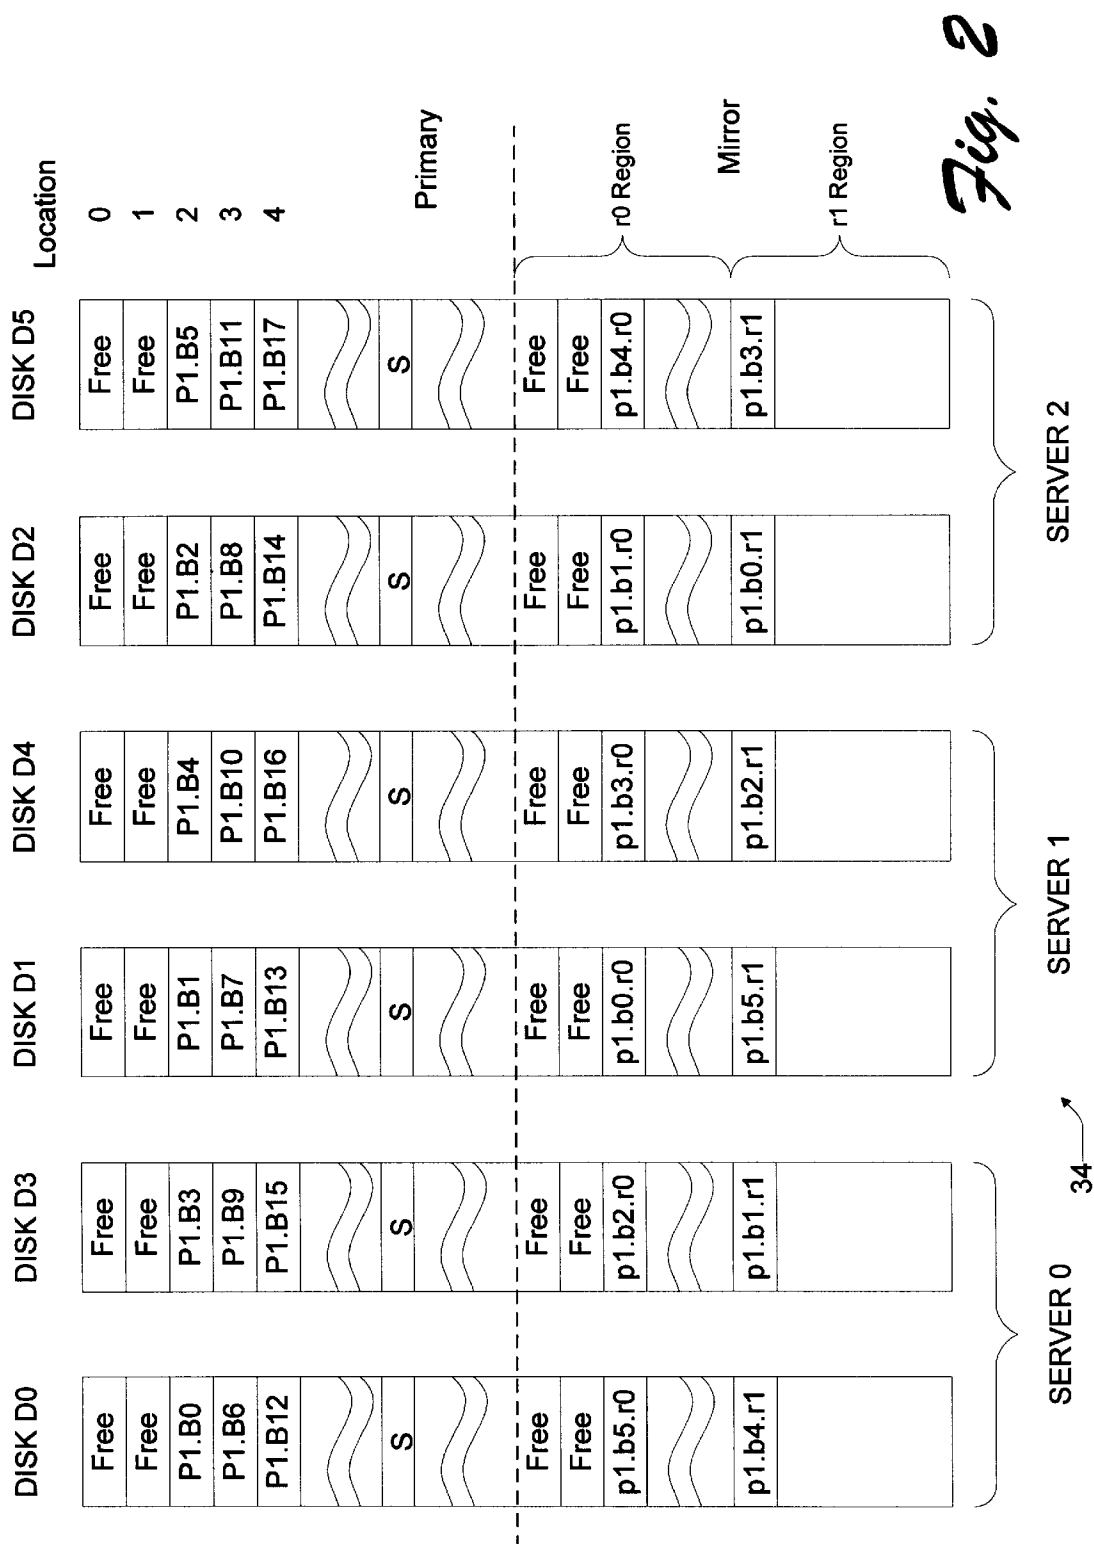 DISK D0 DISK D3 DISK D1 DISK D4 DISK D2 DISK D5 Location
Free Free Free Free Free Free 0
Free Free Free Free Free Free 1
P1.B0 P1.B3 P1.B1 P1.B4 P1.B2 P1.B5 2
P1.B6 P1.B9 P1.B7 P1.B10 P1.B8 P1.B11 3
P1.B12 P1.B15 P1.B13 P1.B16 P1.B14 P1.B17 4
S S S S S S
Primary
Free Free Free Free Free Free
Free Free Free Free Free Free
p1.b5.r0 p1.b2.r0 p1.b0.r0 p1.b3.r0 p1.b1.r0 p1.b4.r0
r0 Region
Mirror
p1.b4.r1 p1.b1.r1 p1.b5.r1 p1.b2.r1 p1.b0.r1 p1.b3.r1
r1 Region
SERVER 0 SERVER 1 SERVER 2
34
Fig. 2